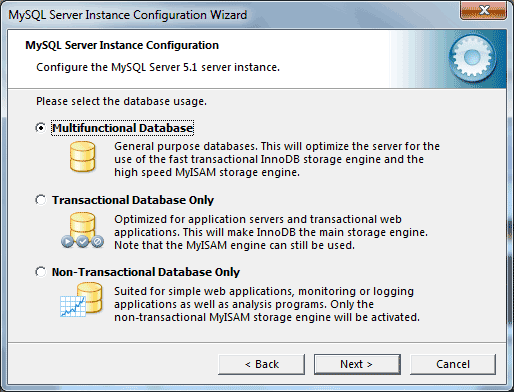 MySQL Server Instance Configuration Wizard
MySQL Server Instance Configuration
Configure the MySQL Server 5.1 server instance.
Please select the database usage.
Multifunctional Database
General purpose databases. This will optimize the server for the
use of the fast transactional InnoDB storage engine and the
high speed MyISAM storage engine.
Transactional Database Only
Optimized for application servers and transactional web
applications. This will make InnoDB the main storage engine.
Note that the MyISAM engine can still be used.
Non-Transactional Database Only
Suited for simple web applications, monitoring or logging
applications as well as analysis programs. Only the
non-transactional MyISAM storage engine will be activated.
< Back
Next >
Cancel